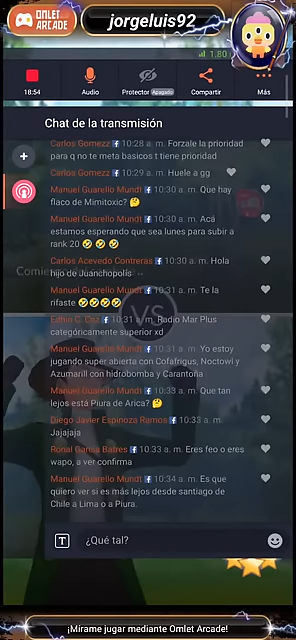 OMLET
ARCADE
jorgeluis92
1,80
18:54
Audio
Protector Apagado
Compartir
Más
Chat de la transmisión
Carlos Gomezz 10:28 a. m. Forzale la prioridad
para q no te meta basicos t tiene prioridad
Carlos Gomezz 10:29 a. m. Huele a gg
Manuel Guarello Mundt 10:30 a. m. Que hay
flaco de Mimitoxic? 🤔
Manuel Guarello Mundt 10:30 a. m. Acá
estamos esperando que sea lunes para subir a
rank 20 🤣 🤣 🤣
Carlos Acevedo Contreras 10:30 a. m. Hola
hijo de Juanchopolis
Manuel Guarello Mundt 10:31 a. m. Te la
rifaste 🤣🤣🤣🤣
VS
10:31 a. m. Radio Mar Plus
categóricamente superior xd
Manuel Guarello Mundt 10:31 a. m. Yo estoy
jugando super abierta con Cofagrigus, Noctowl y
Azumarill con hidrobomba y Carantoña
Manuel Guarello Mundt 10:33 a. m. Que tan
lejos está Piura de Arica? 🤔
Diego Javier Espinoza Ramos 10:33 a. m.
Jajajaja
Ronal Garcia Batres 10:33 a. m. Eres feo o eres
wapo, a ver confirma
Manuel Guarello Mundt 10:34 a. m. Es que
quiero ver si es más lejos desde santiago de
Chile a Lima o a Piura.
T
¿Qué tal?
¡Mírame jugar mediante Omlet Arcade!